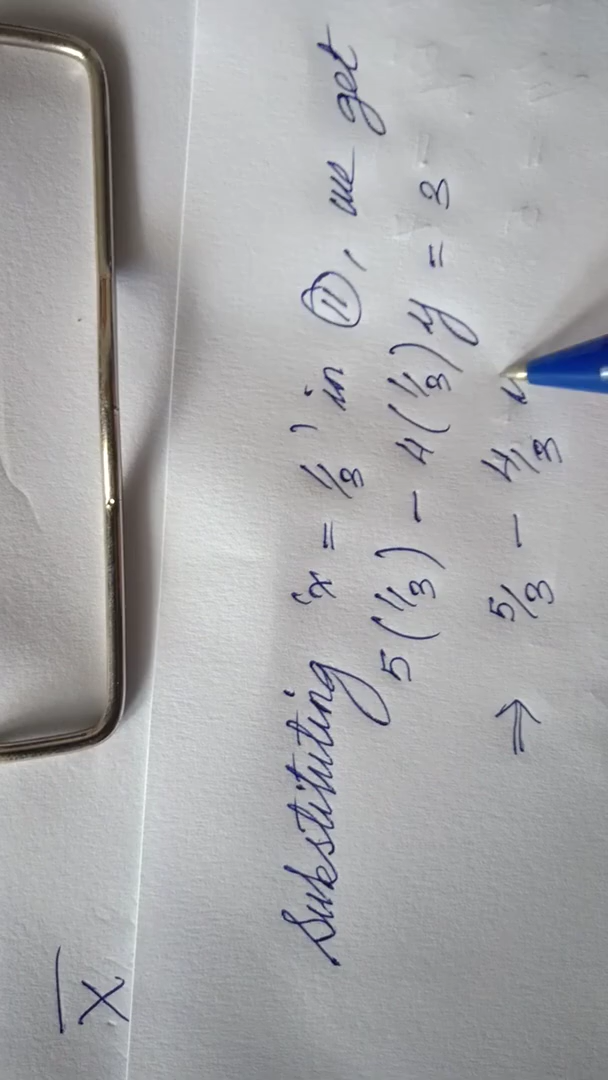 Substituting 'x = 1/3' in (II), we get
5(1/3) - 4(1/3)y = 3
⇒ 5/3 - 4/3
X